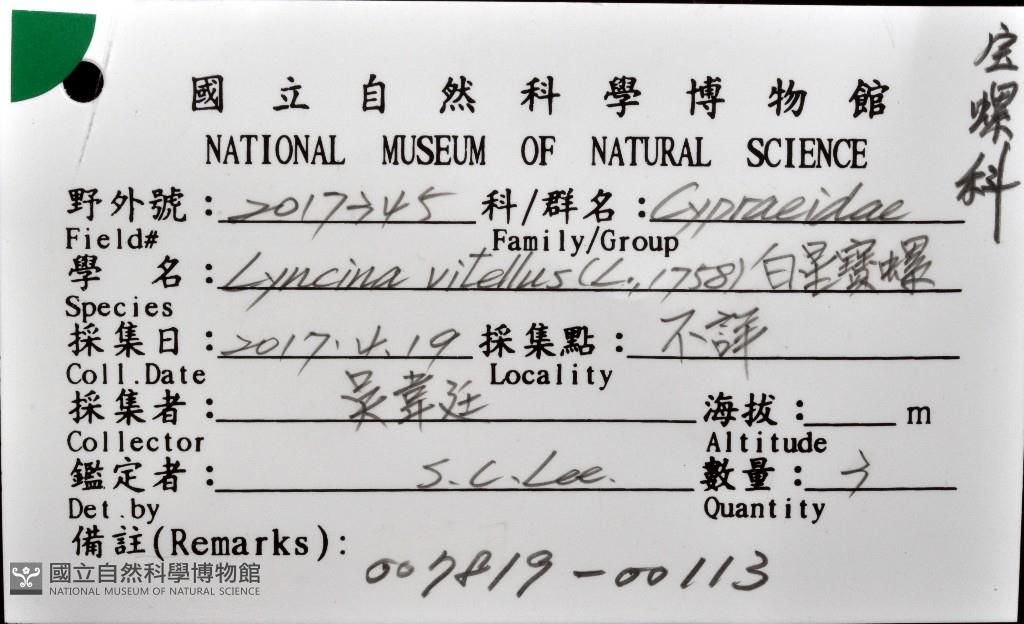 宝螺科
國立自然科學博物館
NATIONAL MUSEUM OF NATURAL SCIENCE
野外號：2017-345 科/群名：Cypraeidae
Field# Family/Group
學 名：Lyncina vitellus (L., 1758) 白星寶螺
Species
採集日：2017.4.19 採集點：不詳
Coll.Date Locality
採集者：吳韋廷 海拔： m
Collector Altitude
鑑定者：S.C.Lee. 數量：3
Det.by Quantity
備註(Remarks)：
007819-00113
國立自然科學博物館
NATIONAL MUSEUM OF NATURAL SCIENCE